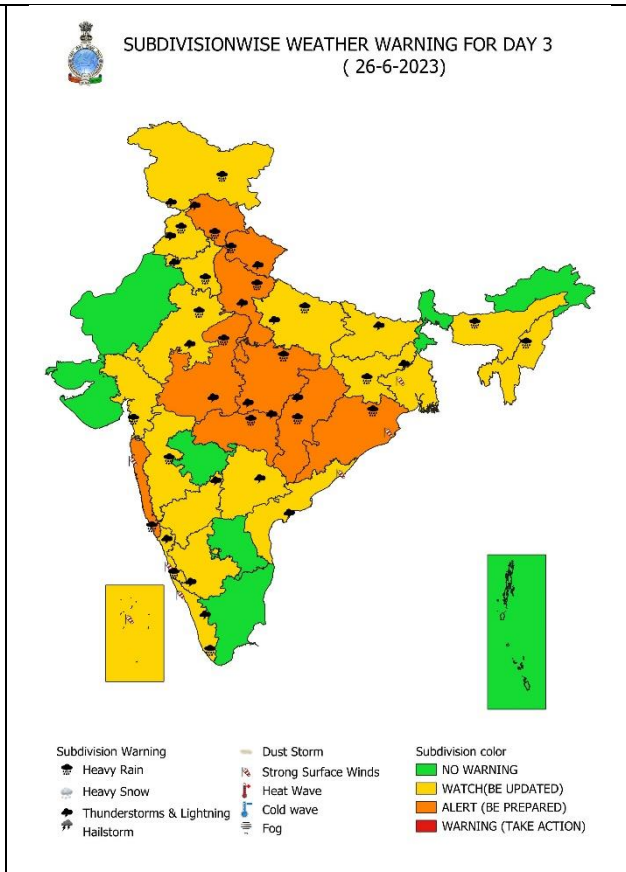 SUBDIVISIONWISE WEATHER WARNING FOR DAY 3
( 26-6-2023)
Subdivision Warning
Heavy Rain
Heavy Snow
Thunderstorms & Lightning
Hailstorm
Dust Storm
Strong Surface Winds
Heat Wave
Cold wave
Fog
Subdivision color
NO WARNING
WATCH(BE UPDATED)
ALERT (BE PREPARED)
WARNING (TAKE ACTION)